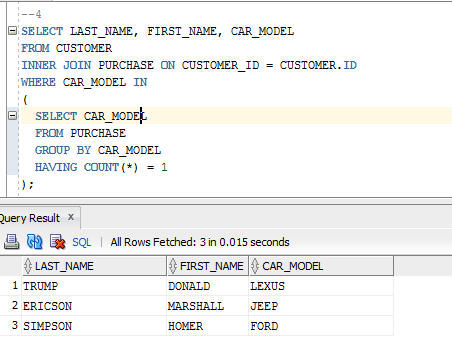 --4
SELECT LAST_NAME, FIRST_NAME, CAR_MODEL
FROM CUSTOMER
INNER JOIN PURCHASE ON CUSTOMER_ID = CUSTOMER.ID
WHERE CAR_MODEL IN
(
SELECT CAR_MODEL
FROM PURCHASE
GROUP BY CAR_MODEL
HAVING COUNT(*) = 1
);
Query Result x
SQL | All Rows Fetched: 3 in 0.015 seconds
LAST_NAME FIRST_NAME CAR_MODEL
1 TRUMP DONALD LEXUS
2 ERICSON MARSHALL JEEP
3 SIMPSON HOMER FORD